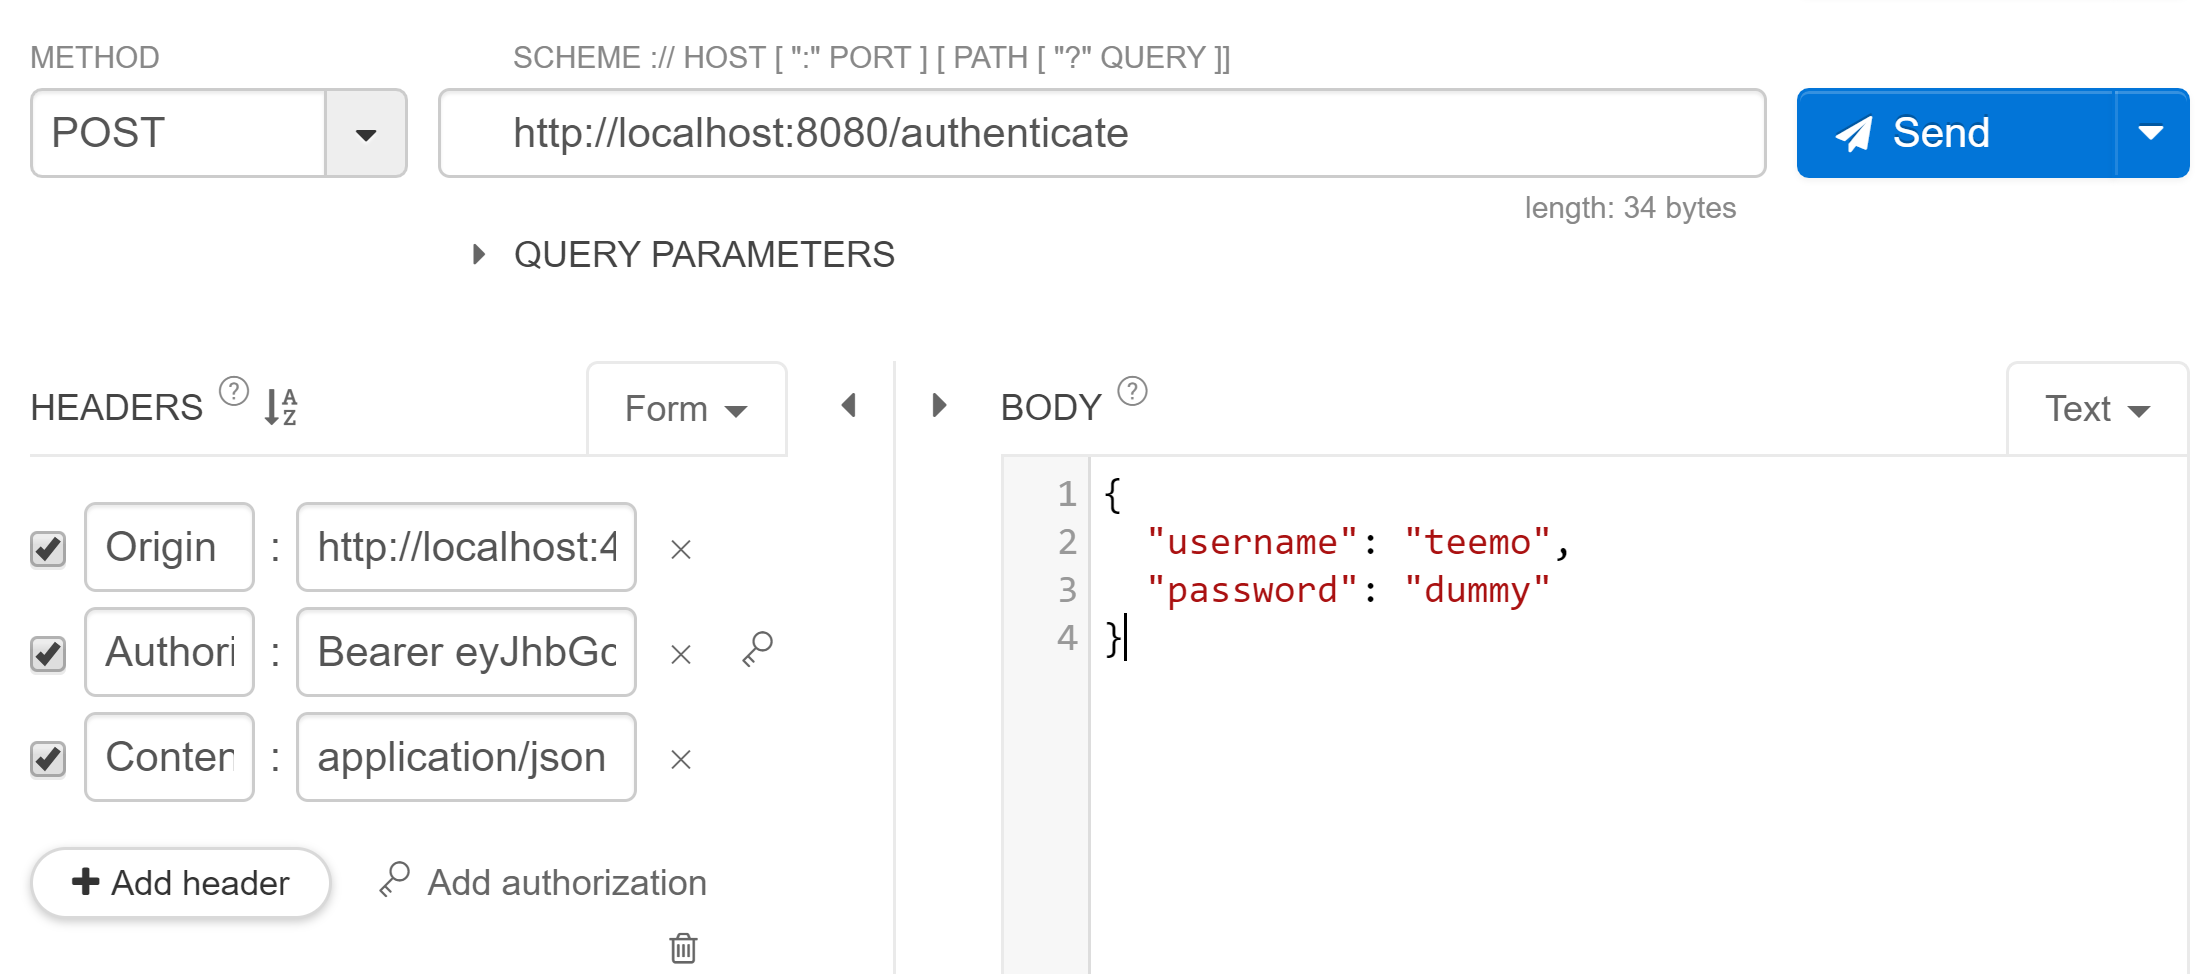 METHOD
SCHEME :// HOST [ ":" PORT ] [ PATH [ "?" QUERY ]]
POST
http://localhost:8080/authenticate
Send
length: 34 bytes
QUERY PARAMETERS
HEADERS ? A Z
Form
BODY ?
Text
Origin : http://localhost:4
Authori : Bearer eyJhbGc
Conten : application/json
Add header
Add authorization
1 {
2 "username": "teemo",
3 "password": "dummy"
4 }